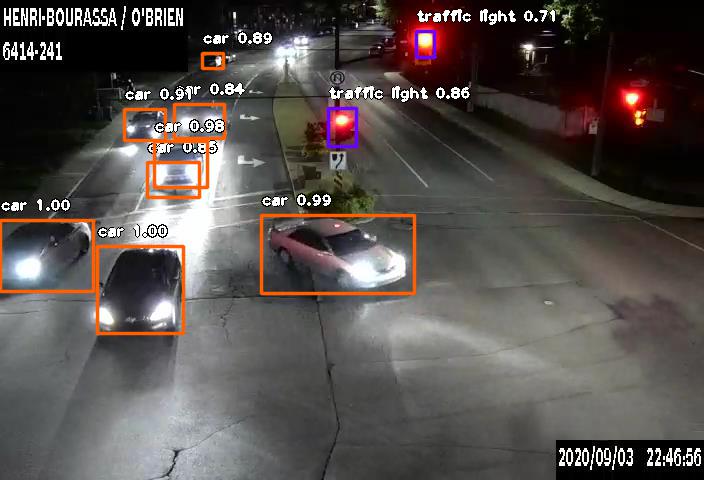 HENRI-BOURASSA / O'BRIEN
6414-241
traffic light 0.71
car 0.89
car 0.84
car 0.91
traffic light 0.86
car 0.98
car 0.85
car 0.99
car 1.00
car 1.00
2020/09/03 22:46:56